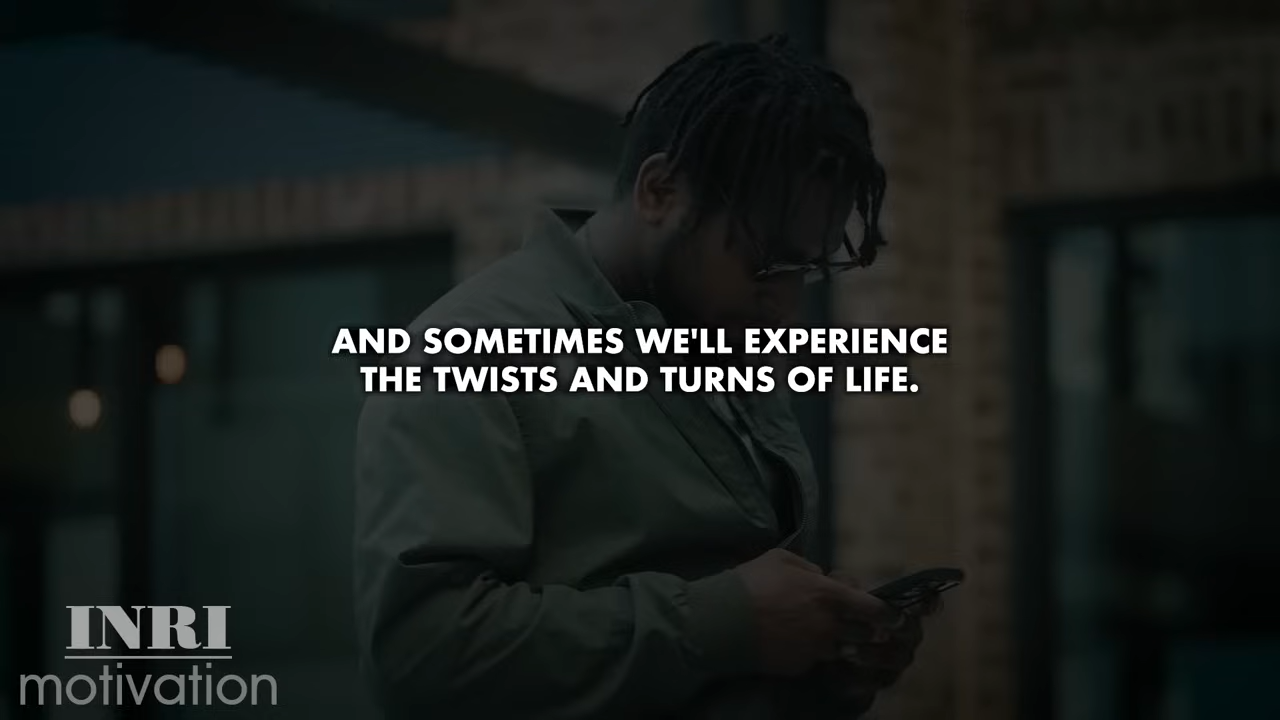 AND SOMETIMES WE'LL EXPERIENCE
THE TWISTS AND TURNS OF LIFE.
INRI
motivation